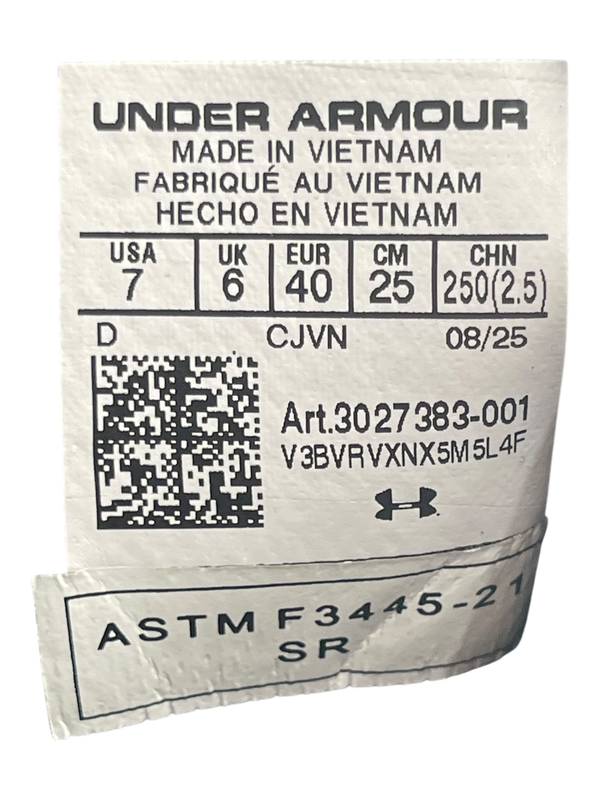 UNDER ARMOUR
MADE IN VIETNAM
FABRIQUÉ AU VIETNAM
HECHO EN VIETNAM
USA UK EUR CM CHN
7 6 40 25 250(2.5)
D CJVN 08/25
Art.3027383-001
V3BVRVXNX5M5L4F
ASTM F3445-21
SR